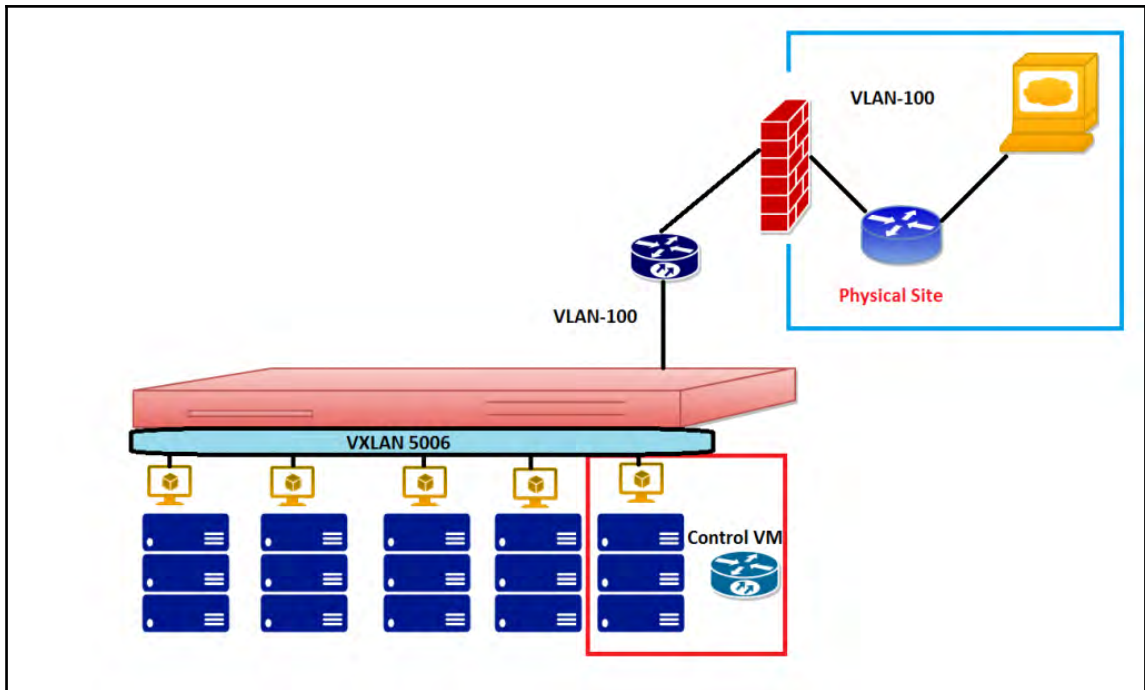 VLAN-100
Physical Site
VLAN-100
VXLAN 5006
Control VM